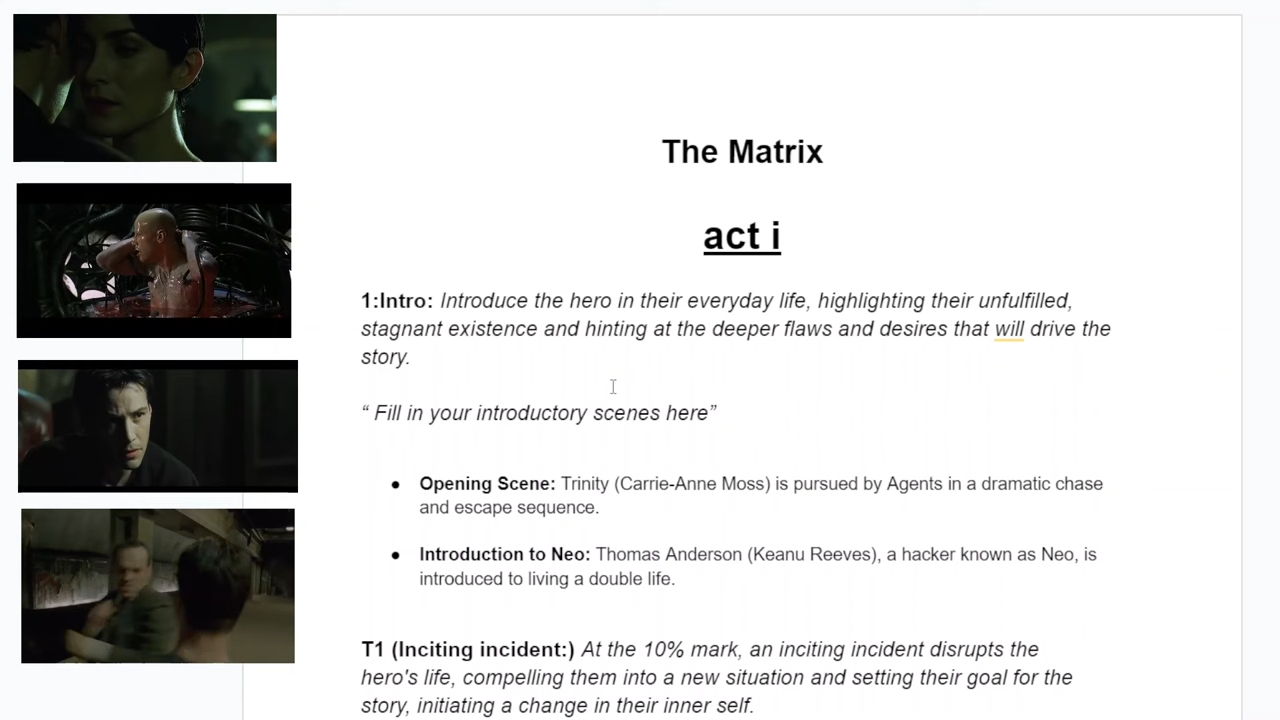 The Matrix
act i
1:Intro: Introduce the hero in their everyday life, highlighting their unfulfilled,
stagnant existence and hinting at the deeper flaws and desires that will drive the
story.
“ Fill in your introductory scenes here”
● Opening Scene: Trinity (Carrie-Anne Moss) is pursued by Agents in a dramatic chase
and escape sequence.
● Introduction to Neo: Thomas Anderson (Keanu Reeves), a hacker known as Neo, is
introduced to living a double life.
T1 (Inciting incident:) At the 10% mark, an inciting incident disrupts the
hero's life, compelling them into a new situation and setting their goal for the
story, initiating a change in their inner self.